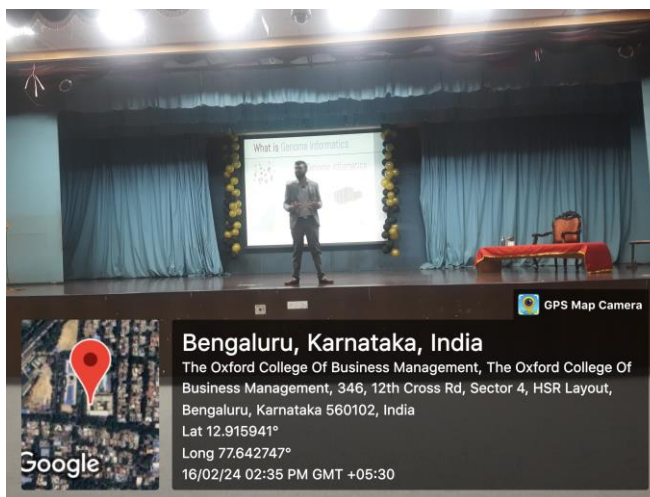 What is Genome Informatics
GPS Map Camera
Bengaluru, Karnataka, India
The Oxford College Of Business Management, The Oxford College Of
Business Management, 346, 12th Cross Rd, Sector 4, HSR Layout,
Bengaluru, Karnataka 560102, India
Lat 12.915941°
Long 77.642747°
16/02/24 02:35 PM GMT +05:30
Google